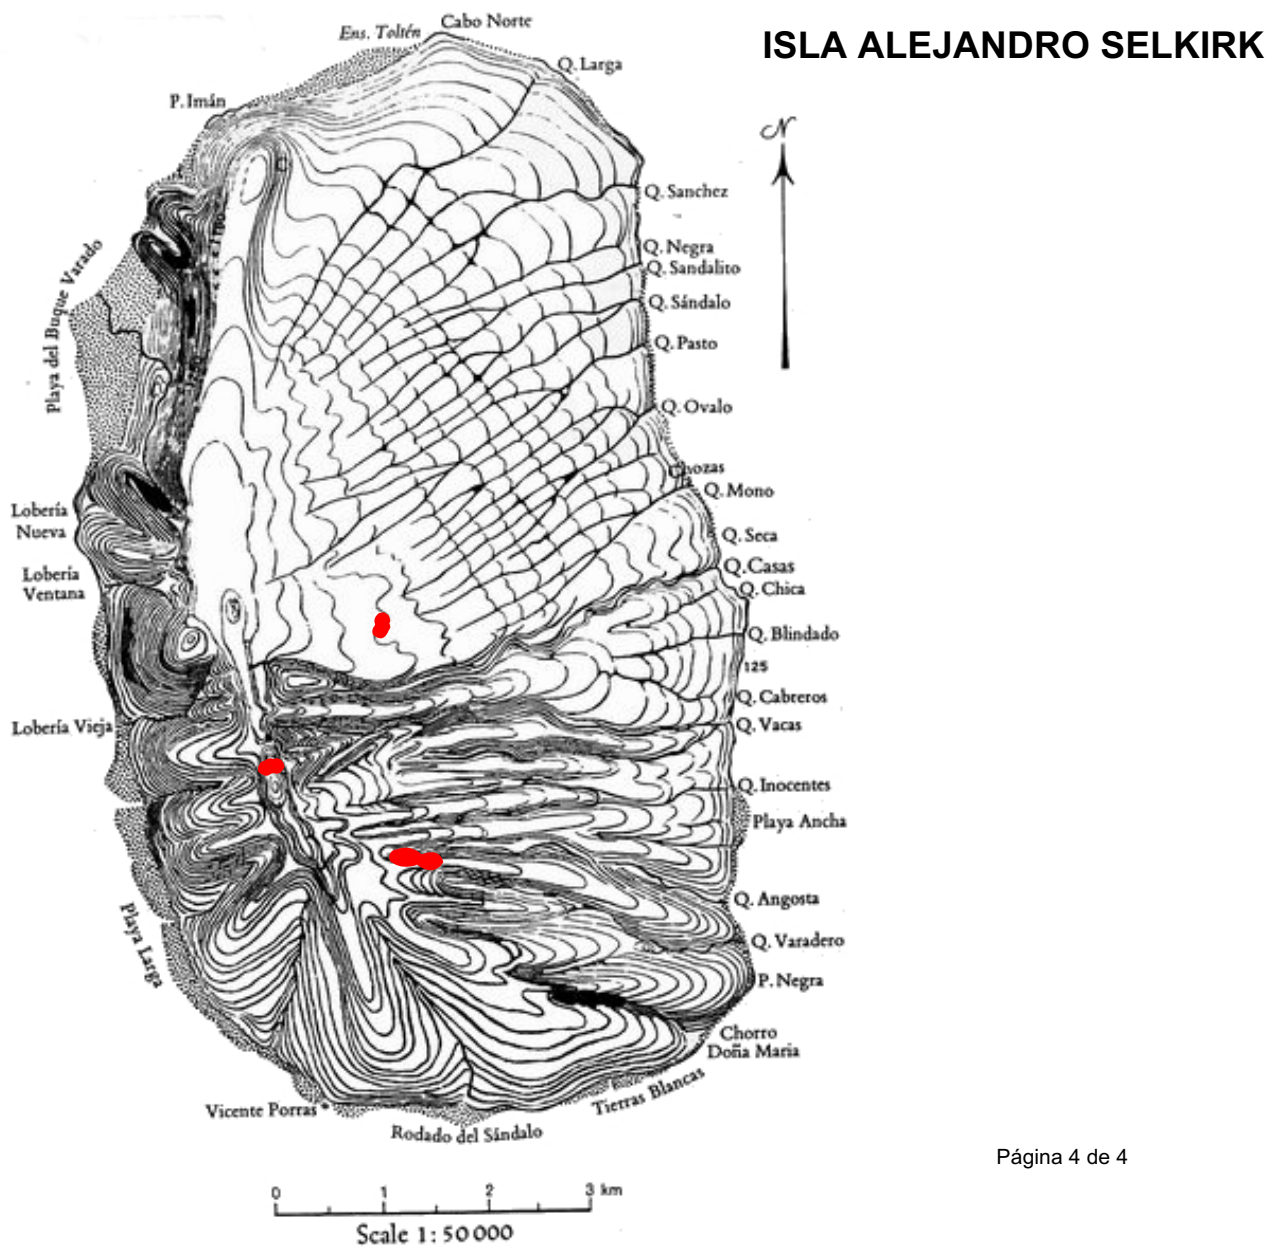 ISLA ALEJANDRO SELKIRK
Cabo Norte
Ens. Toltén
Q. Larga
P. Imán
N
Q. Sanchez
Q. Negra
Q. Sandalito
Playa del Buque Varado
Q. Sándalo
Q. Pasto
Q. Ovalo
Chozas
Q. Mono
Lobería
Nueva
Q. Seca
Q. Casas
Lobería
Ventana
Q. Chica
Q. Blindado
125
Q. Cabreros
Q. Vacas
Lobería Vieja
Q. Inocentes
Playa Ancha
Q. Angosta
Playa Larga
Q. Varadero
P. Negra
Chorro
Doña Maria
Tierras Blancas
Vicente Porras
Rodado del Sándalo
Página 4 de 4
0 1 2 3 km
Scale 1:50 000